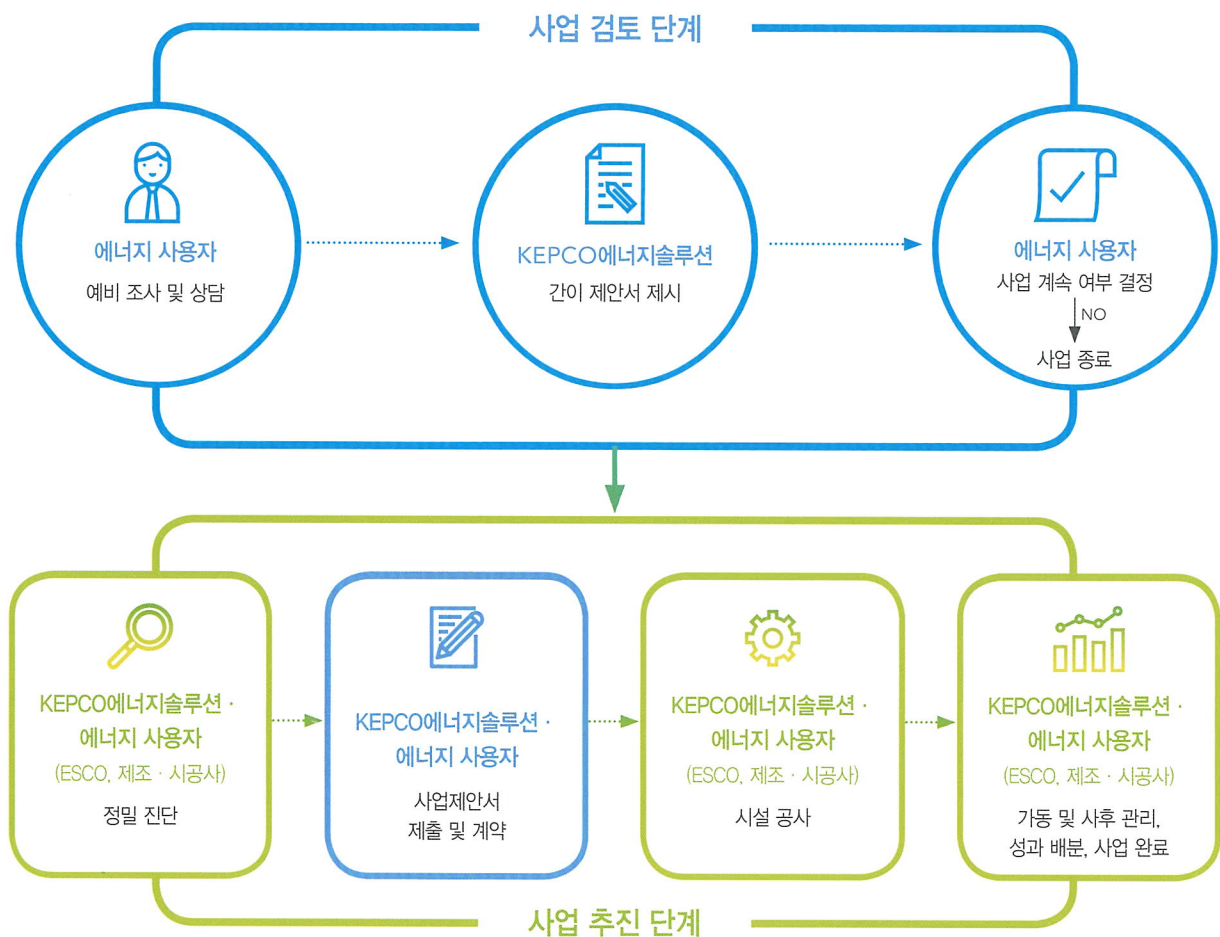 사업 검토 단계
에너지 사용자
예비 조사 및 상담
KEPCO에너지솔루션
간이 제안서 제시
에너지 사용자
사업 계속 여부 결정
NO
사업 종료
KEPCO에너지솔루션 ·
에너지 사용자
(ESCO, 제조 · 시공사)
정밀 진단
KEPCO에너지솔루션 ·
에너지 사용자
사업제안서
제출 및 계약
KEPCO에너지솔루션 ·
에너지 사용자
(ESCO, 제조 · 시공사)
시설 공사
KEPCO에너지솔루션 ·
에너지 사용자
(ESCO, 제조 · 시공사)
가동 및 사후 관리,
성과 배분, 사업 완료
사업 추진 단계